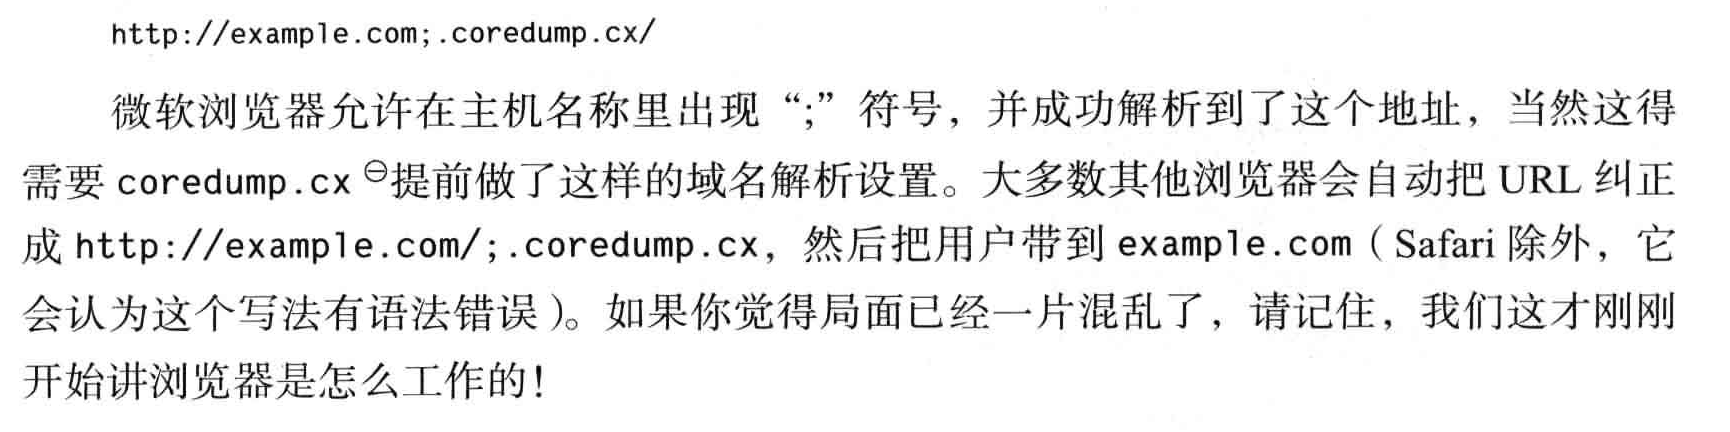 http://example.com;.coredump.cx/
微软浏览器允许在主机名称里出现“;”符号，并成功解析到了这个地址，当然这得
需要 coredump.cx ㊀提前做了这样的域名解析设置。大多数其他浏览器会自动把 URL 纠正
成 http://example.com/;.coredump.cx，然后把用户带到 example.com（Safari 除外，它
会认为这个写法有语法错误）。如果你觉得局面已经一片混乱了，请记住，我们这才刚刚
开始讲浏览器是怎么工作的！